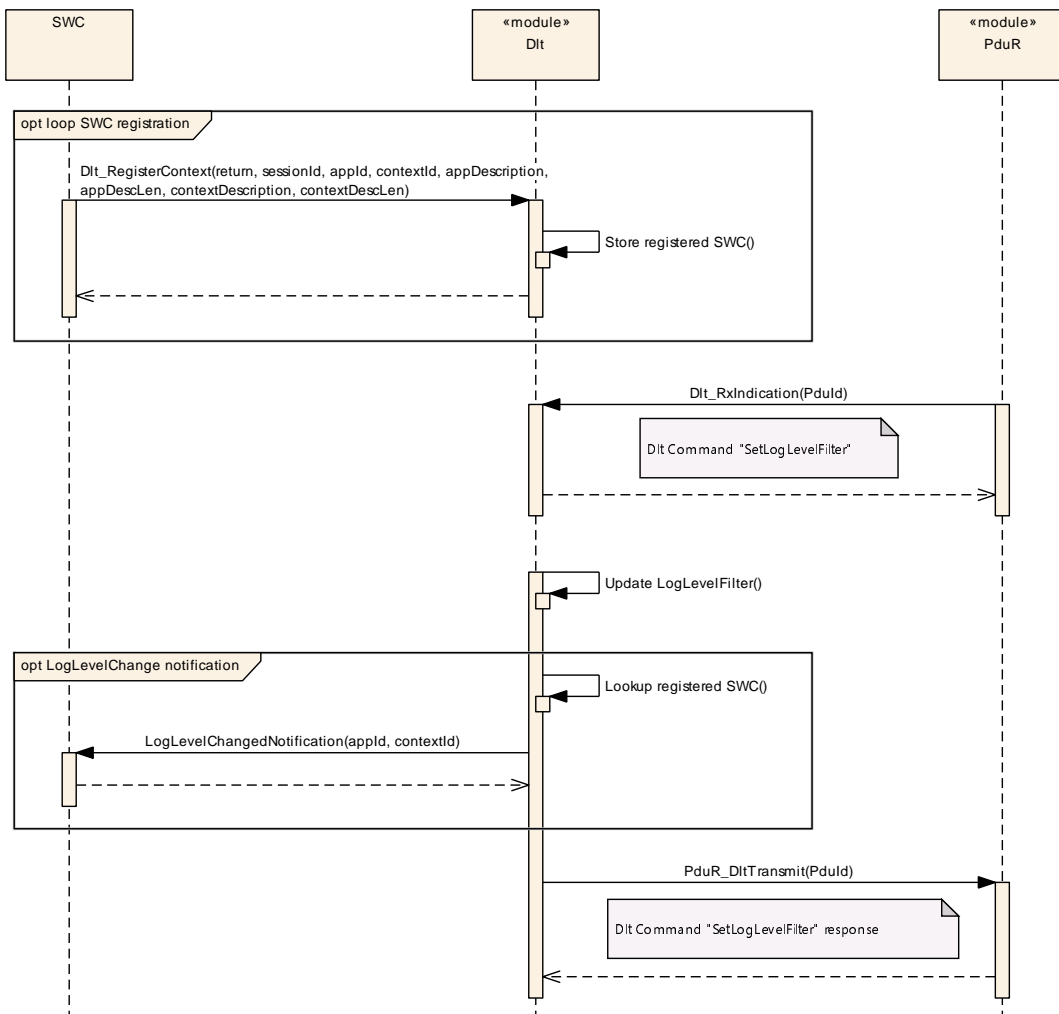 SWC
«module»
Dlt
«module»
PduR
opt loop SWC registration
Dlt_RegisterContext(return, sessionId, appId, contextId, appDescription,
appDescLen, contextDescription, contextDescLen)
Store registered SWC()
Dlt_RxIndication(PduId)
Dlt Command "SetLogLevelFilter"
Update LogLevelFilter()
opt LogLevelChange notification
Lookup registered SWC()
LogLevelChangedNotification(appId, contextId)
PduR_DltTransmit(PduId)
Dlt Command "SetLogLevelFilter" response